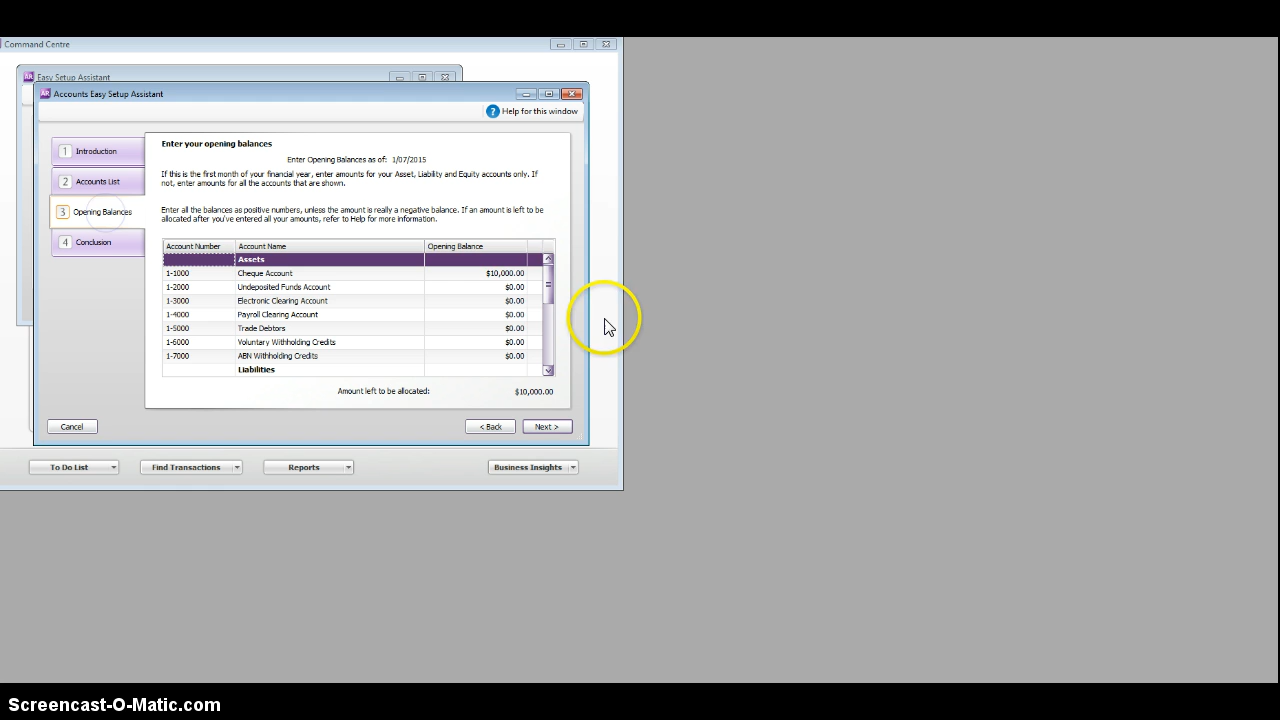 Command Centre
AR Easy Setup Assistant
AR Accounts Easy Setup Assistant
? Help for this window
1 Introduction
2 Accounts List
3 Opening Balances
4 Conclusion
Enter your opening balances
Enter Opening Balances as of: 1/07/2015
If this is the first month of your financial year, enter amounts for your Asset, Liability and Equity accounts only. If
not, enter amounts for all the accounts that are shown.
Enter all the balances as positive numbers, unless the amount is really a negative balance. If an amount is left to be
allocated after you've entered all your amounts, refer to Help for more information.
Account Number Account Name Opening Balance
Assets
1-1000 Cheque Account $10,000.00
1-2000 Undeposited Funds Account $0.00
1-3000 Electronic Clearing Account $0.00
1-4000 Payroll Clearing Account $0.00
1-5000 Trade Debtors $0.00
1-6000 Voluntary Withholding Credits $0.00
1-7000 ABN Withholding Credits $0.00
Liabilities
Amount left to be allocated: $10,000.00
Cancel < Back Next >
To Do List Find Transactions Reports Business Insights
Screencast-O-Matic.com